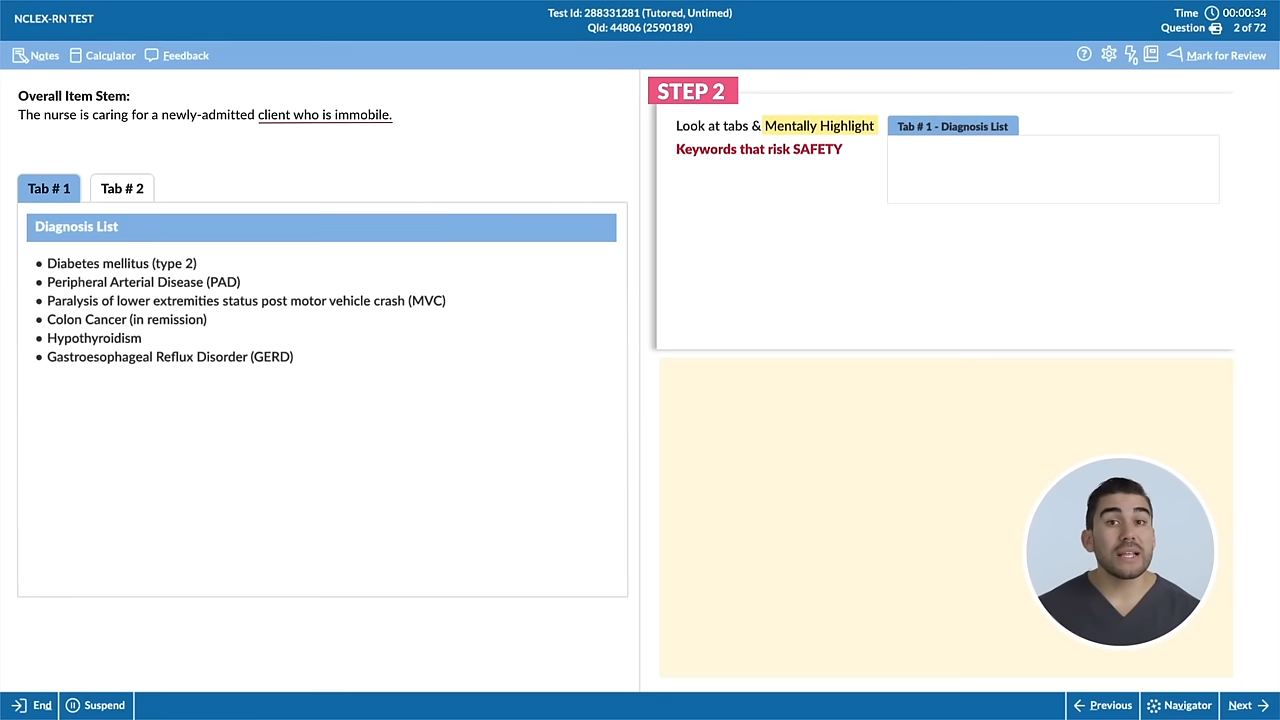 NCLEX-RN TEST
Test Id: 288331281 (Tutored, Untimed)
QId: 44806 (2590189)
Time 00:00:34
Question 2 of 72
Notes Calculator Feedback
Mark for Review
Overall Item Stem:
The nurse is caring for a newly-admitted client who is immobile.
Tab # 1 Tab # 2
Diagnosis List
• Diabetes mellitus (type 2)
• Peripheral Arterial Disease (PAD)
• Paralysis of lower extremities status post motor vehicle crash (MVC)
• Colon Cancer (in remission)
• Hypothyroidism
• Gastroesophageal Reflux Disorder (GERD)
STEP 2
Look at tabs & Mentally Highlight
Keywords that risk SAFETY
Tab # 1 - Diagnosis List
End Suspend
Previous Navigator Next